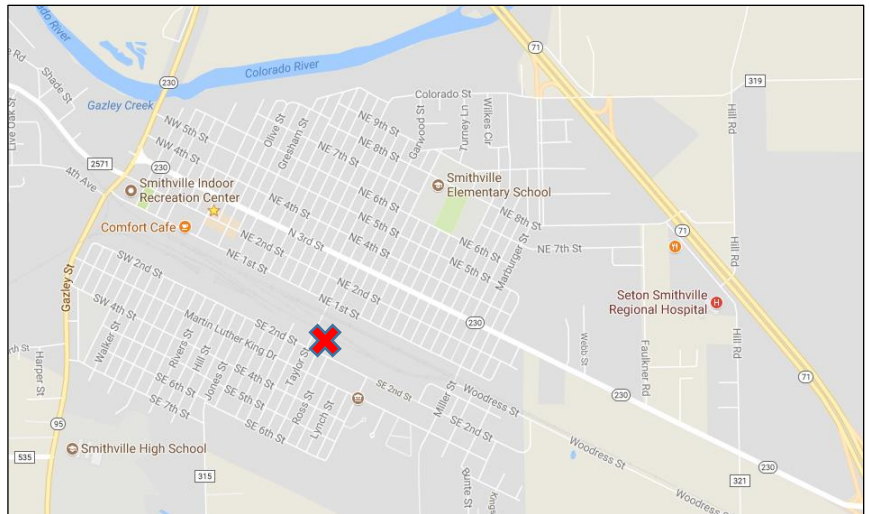 71
230
Colorado River
319
Colorado St
River
Rd
Shade St
Gazley Creek
Live Oak St
NW 5th St
NW 4th St
Olive St
Gresham St
NE 9th St
NE 8th St
NE 7th St
Garwood St
Turney Ln
Wilkes Cir
Hill Rd
2571
230
4th Ave
Smithville Indoor
Recreation Center
Comfort Cafe
Smithville
Elementary School
NE 6th St
NE 5th St
NE 4th St
NE 4th St
N 3rd St
NE 2nd St
NE 1st St
NE 8th St
NE 7th St
NE 6th St
NE 5th St
Marburger St
71
Hill Rd
Seton Smithville
Regional Hospital
H
Gazley St
SW 2nd St
SW 4th St
NE 2nd St
NE 1st St
230
Walker St
Martin Luther King Dr
SE 2nd St
Rivers St
Hill St
Jones St
Taylor St
SE 4th St
SE 5th St
SE 6th St
SE 7th St
SE 6th St
Ross St
Lynch St
SE 2nd St
Miller St
SE 2nd St
Woodress St
Webb St
Faulkner Rd
Hill Rd
71
230
th St
Harper St
95
Smithville High School
535
315
Woodress St
230
321
Woodress St